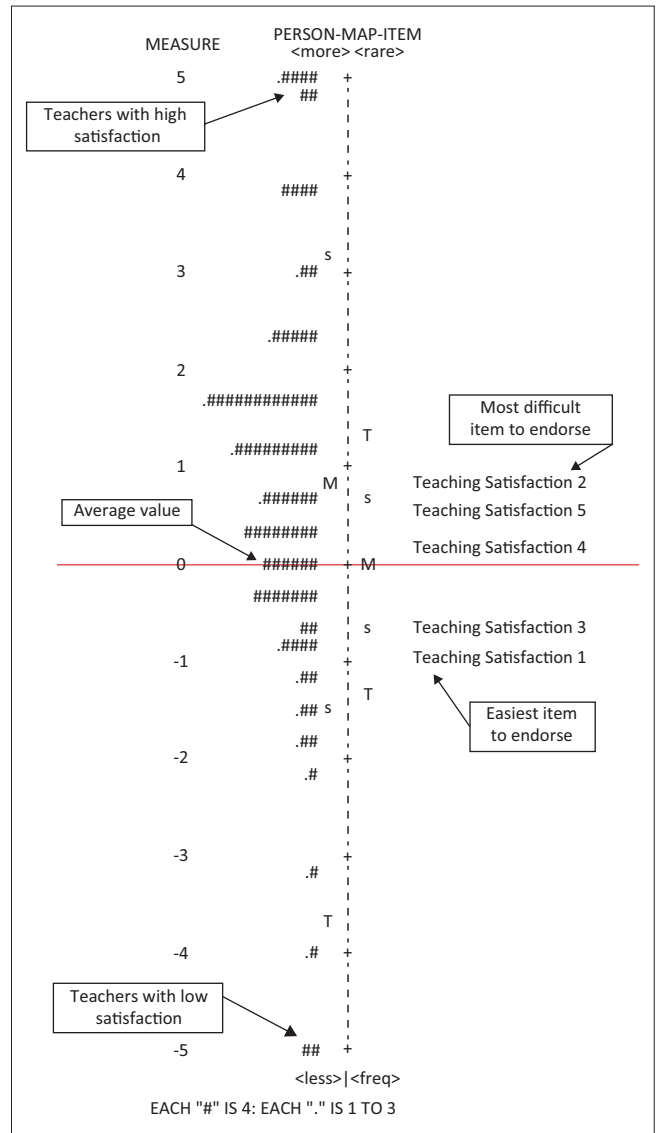 PERSON-MAP-ITEM
MEASURE <more> <rare>
5 .#### +
##
Teachers with high
satisfaction
4 +
####
s
3 .## +
.#####
2 +
.############
Most difficult
item to endorse
T
.#########
1 +
M Teaching Satisfaction 2
.###### s
Teaching Satisfaction 5
Average value
########
Teaching Satisfaction 4
0 ###### + M
#######
## s Teaching Satisfaction 3
.####
-1 + Teaching Satisfaction 1
.##
T
.## s
Easiest item
to endorse
.##
-2 +
.#
-3 +
.#
T
-4 .# +
Teachers with low
satisfaction
-5 ## +
<less>|<freq>
EACH "#" IS 4: EACH "." IS 1 TO 3